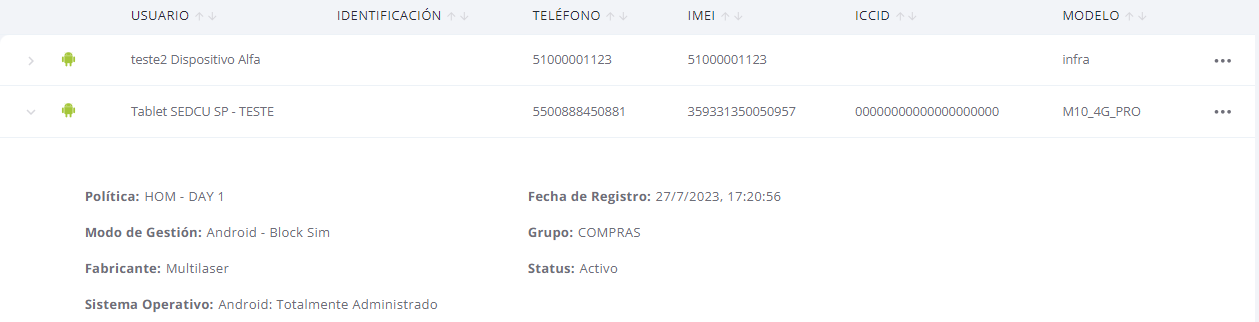 USUARIO IDENTIFICACIÓN TELÉFONO IMEI ICCID MODELO
teste2 Dispositivo Alfa 51000001123 51000001123 infra
Tablet SEDCU SP - TESTE 5500888450881 359331350050957 00000000000000000000 M10_4G_PRO
Política: HOM - DAY 1 Fecha de Registro: 27/7/2023, 17:20:56
Modo de Gestión: Android - Block Sim Grupo: COMPRAS
Fabricante: Multilaser Status: Activo
Sistema Operativo: Android: Totalmente Administrado